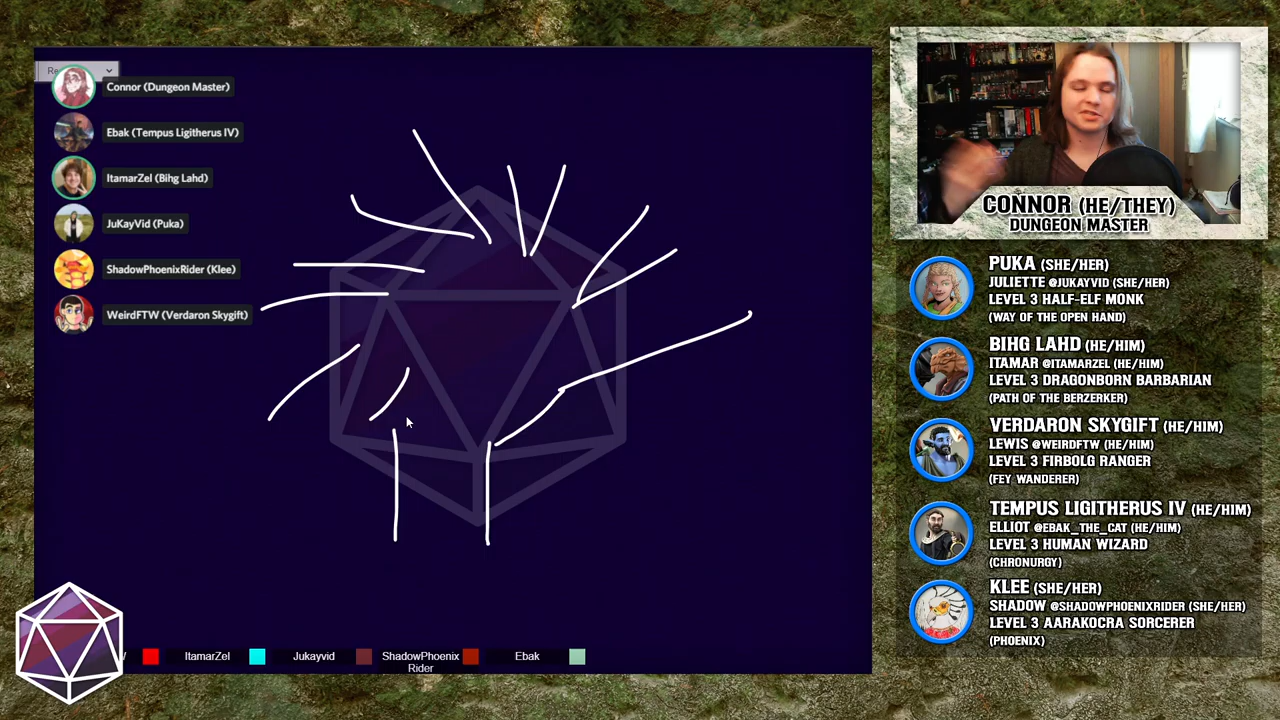 Re
Connor (Dungeon Master)
Ebak (Tempus Ligitherus IV)
ItamarZel (Bihg Lahd)
JuKayVid (Puka)
ShadowPhoenixRider (Klee)
WeirdFTW (Verdaron Skygift)
ItamarZel
Jukayvid
ShadowPhoenix
Rider
Ebak
CONNOR (HE/THEY)
DUNGEON MASTER
PUKA (SHE/HER)
JULIETTE @JUKAYVID (SHE/HER)
LEVEL 3 HALF-ELF MONK
(WAY OF THE OPEN HAND)
BIHG LAHD (HE/HIM)
ITAMAR @ITAMARZEL (HE/HIM)
LEVEL 3 DRAGONBORN BARBARIAN
(PATH OF THE BERZERKER)
VERDARON SKYGIFT (HE/HIM)
LEWIS @WEIRDFTW (HE/HIM)
LEVEL 3 FIRBOLG RANGER
(FEY WANDERER)
TEMPUS LIGITHERUS IV (HE/HIM)
ELLIOT @EBAK_THE_CAT (HE/HIM)
LEVEL 3 HUMAN WIZARD
(CHRONURGY)
KLEE (SHE/HER)
SHADOW @SHADOWPHOENIXRIDER (SHE/HER)
LEVEL 3 AARAKOCRA SORCERER
(PHOENIX)